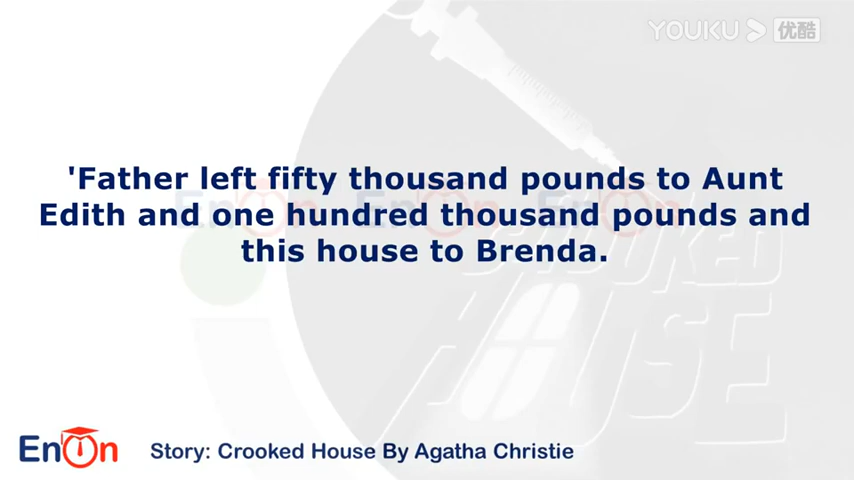 YOUKU 优酷
'Father left fifty thousand pounds to Aunt
Edith and one hundred thousand pounds and
this house to Brenda.
CROOKED
HOUSE
EnOn
Story: Crooked House By Agatha Christie